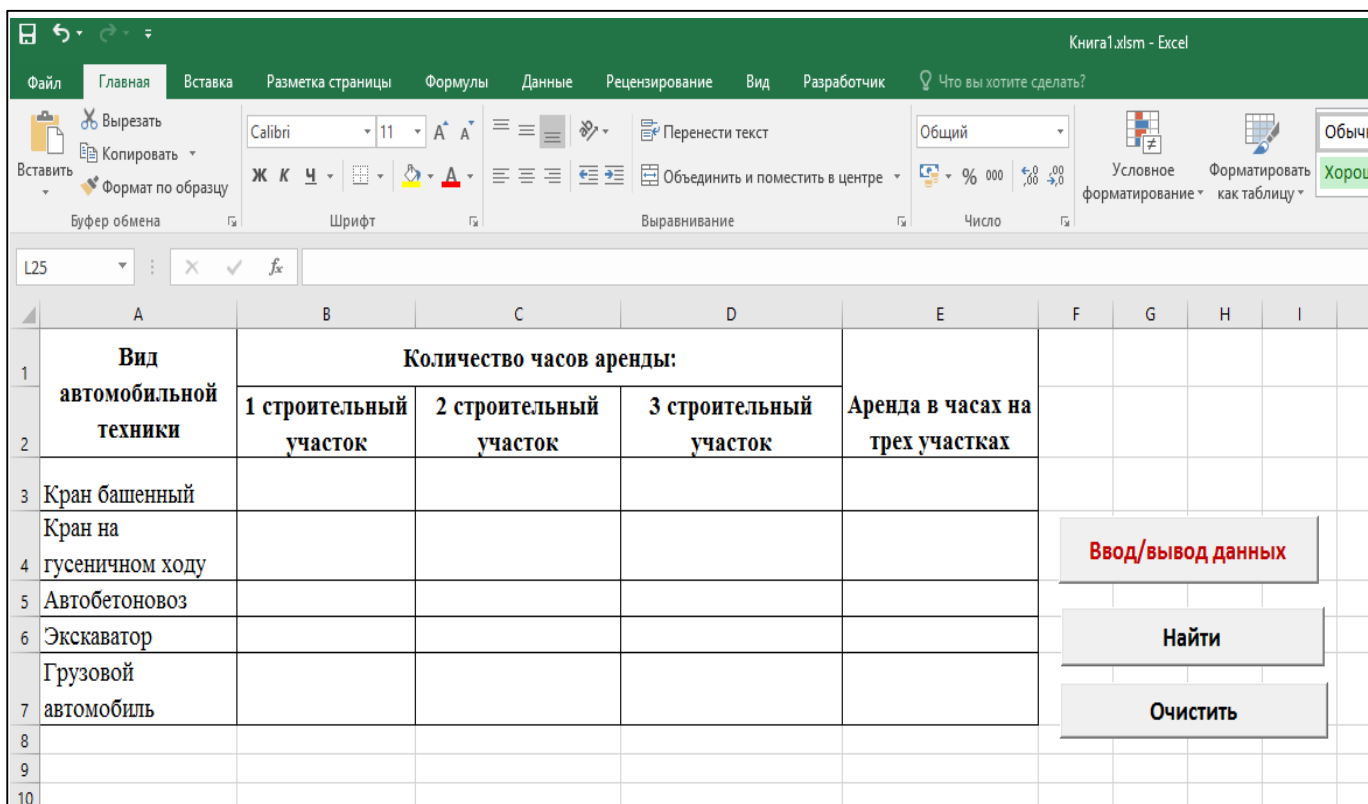 Книга1.xlsm - Excel
Файл Главная Вставка Разметка страницы Формулы Данные Рецензирование Вид Разработчик Что вы хотите сделать?
Вставить
Вырезать
Копировать
Формат по образцу
Буфер обмена
Calibri 11
Ж К Ч
Шрифт
Перенести текст
Объединить и поместить в центре
Выравнивание
Общий
% 000
Число
Условное форматирование
Форматировать как таблицу
L25 fx
A B C D E F G H I
1 2 3 4 5 6 7 8 9 10
Вид
автомобильной
техники
Количество часов аренды:
1 строительный
участок
2 строительный
участок
3 строительный
участок
Аренда в часах на
трех участках
Кран башенный
Кран на
гусеничном ходу
Автобетоновоз
Экскаватор
Грузовой
автомобиль
Ввод/вывод данных
Найти
Очистить